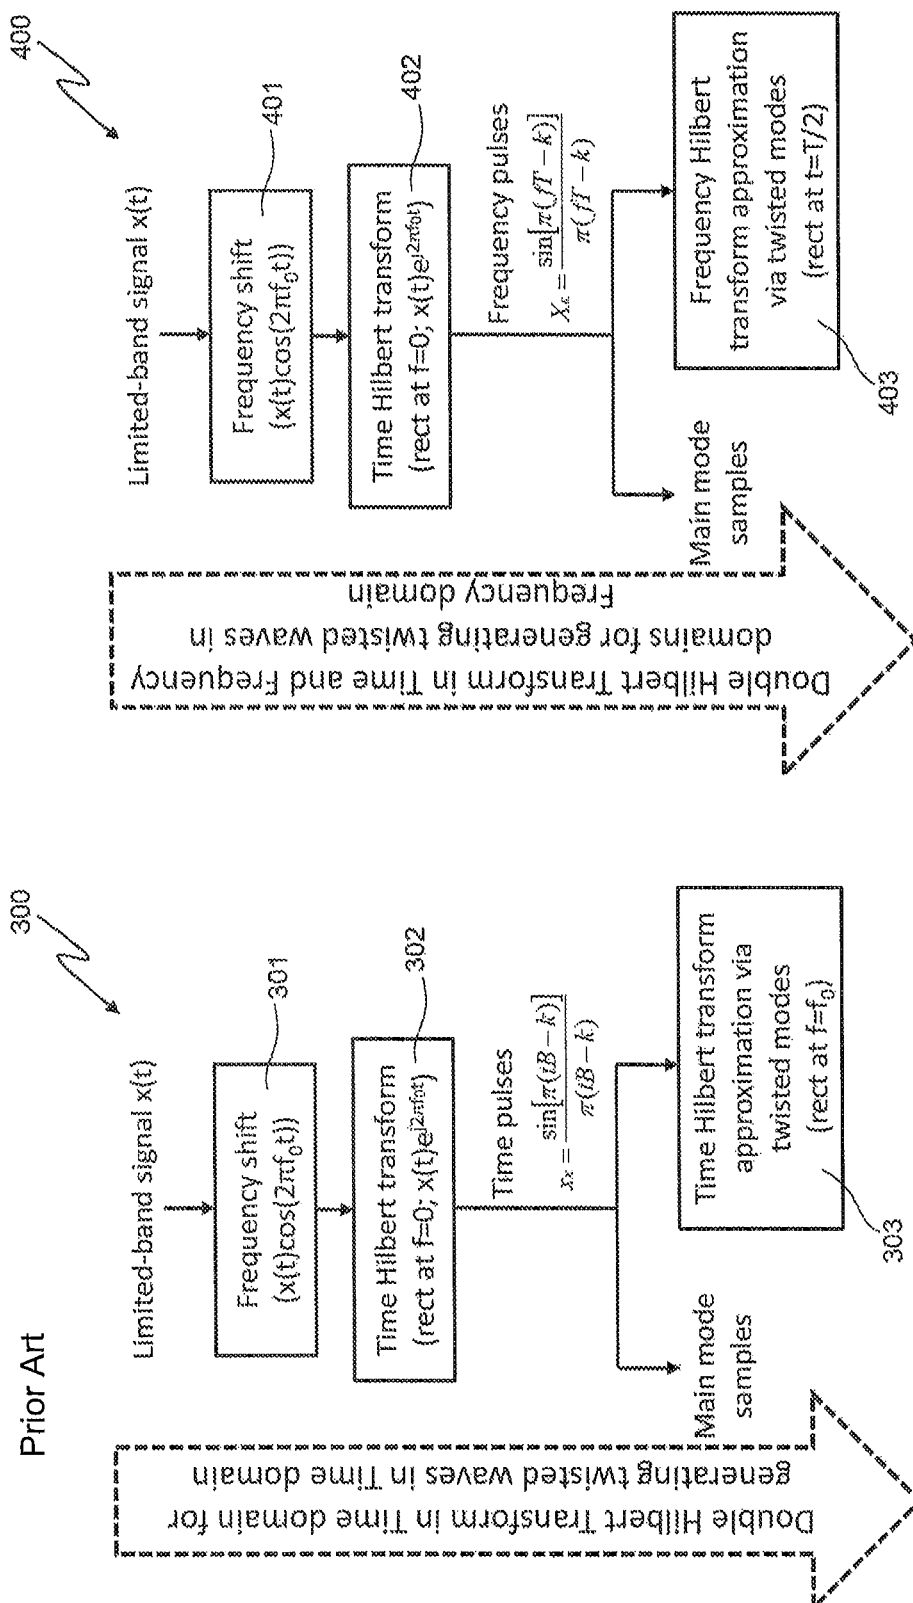 Prior Art
300
Limited-band signal x(t)
301
Frequency shift
(x(t)cos(2πf₀t))
302
Time Hilbert transform
(rect at f=0; x(t)e^{j2πf₀t})
Time pulses
x_k = sin[π(tB−k)] / π(tB−k)
Main mode
samples
Time Hilbert transform
approximation via
twisted modes
(rect at f=f₀)
303
Double Hilbert Transform in Time domain for
generating twisted waves in Time domain
400
Limited-band signal x(t)
401
Frequency shift
(x(t)cos(2πf₀t))
402
Time Hilbert transform
(rect at f=0; x(t)e^{j2πf₀t})
Frequency pulses
X_k = sin[π(fT−k)] / π(fT−k)
Main mode
samples
Frequency Hilbert
transform approximation
via twisted modes
(rect at t=T/2)
403
Double Hilbert Transform in Time and Frequency
domains for generating twisted waves in
Frequency domain